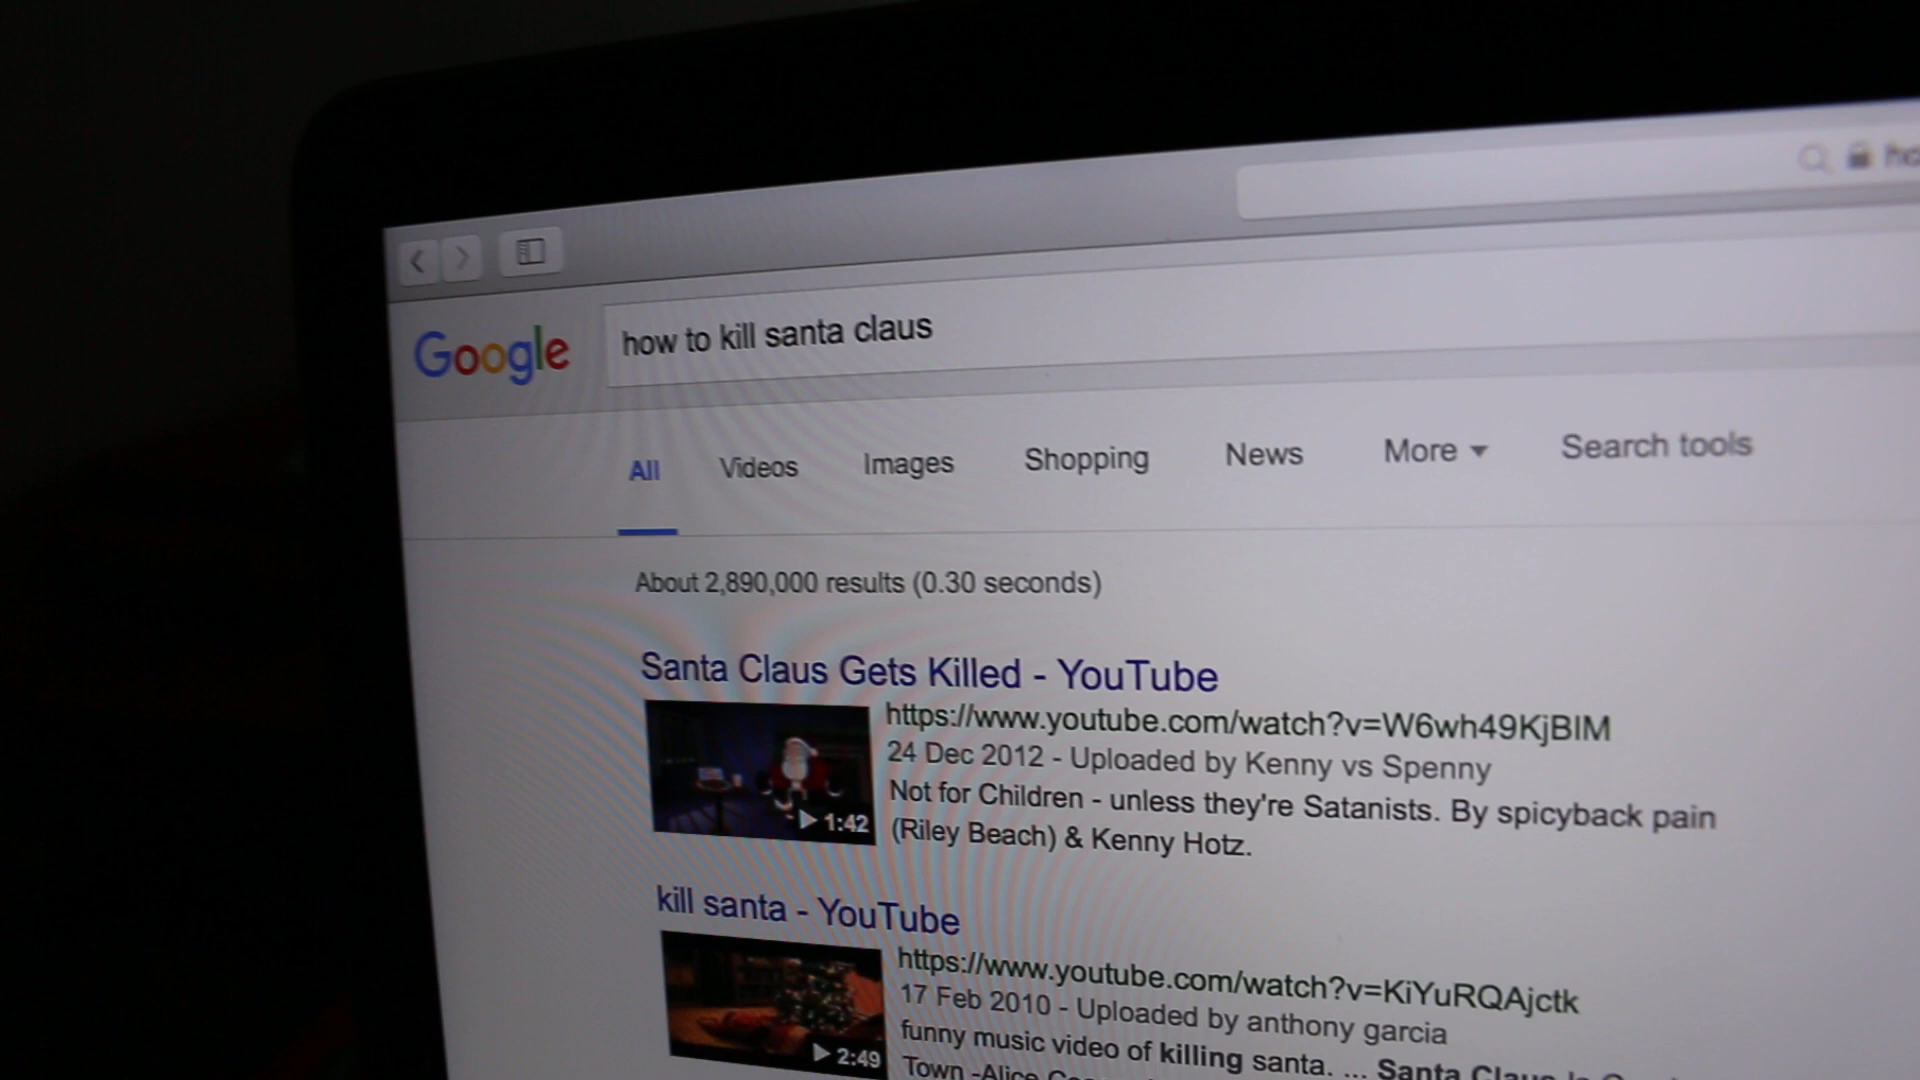 Google
how to kill santa claus
All Videos Images Shopping News More Search tools
About 2,890,000 results (0.30 seconds)
Santa Claus Gets Killed - YouTube
https://www.youtube.com/watch?v=W6wh49KjBIM
24 Dec 2012 - Uploaded by Kenny vs Spenny
Not for Children - unless they're Satanists. By spicyback pain
(Riley Beach) & Kenny Hotz.
1:42
kill santa - YouTube
https://www.youtube.com/watch?v=KiYuRQAjctk
17 Feb 2010 - Uploaded by anthony garcia
funny music video of killing santa. ... Santa Claus
2:49
Town -Alice